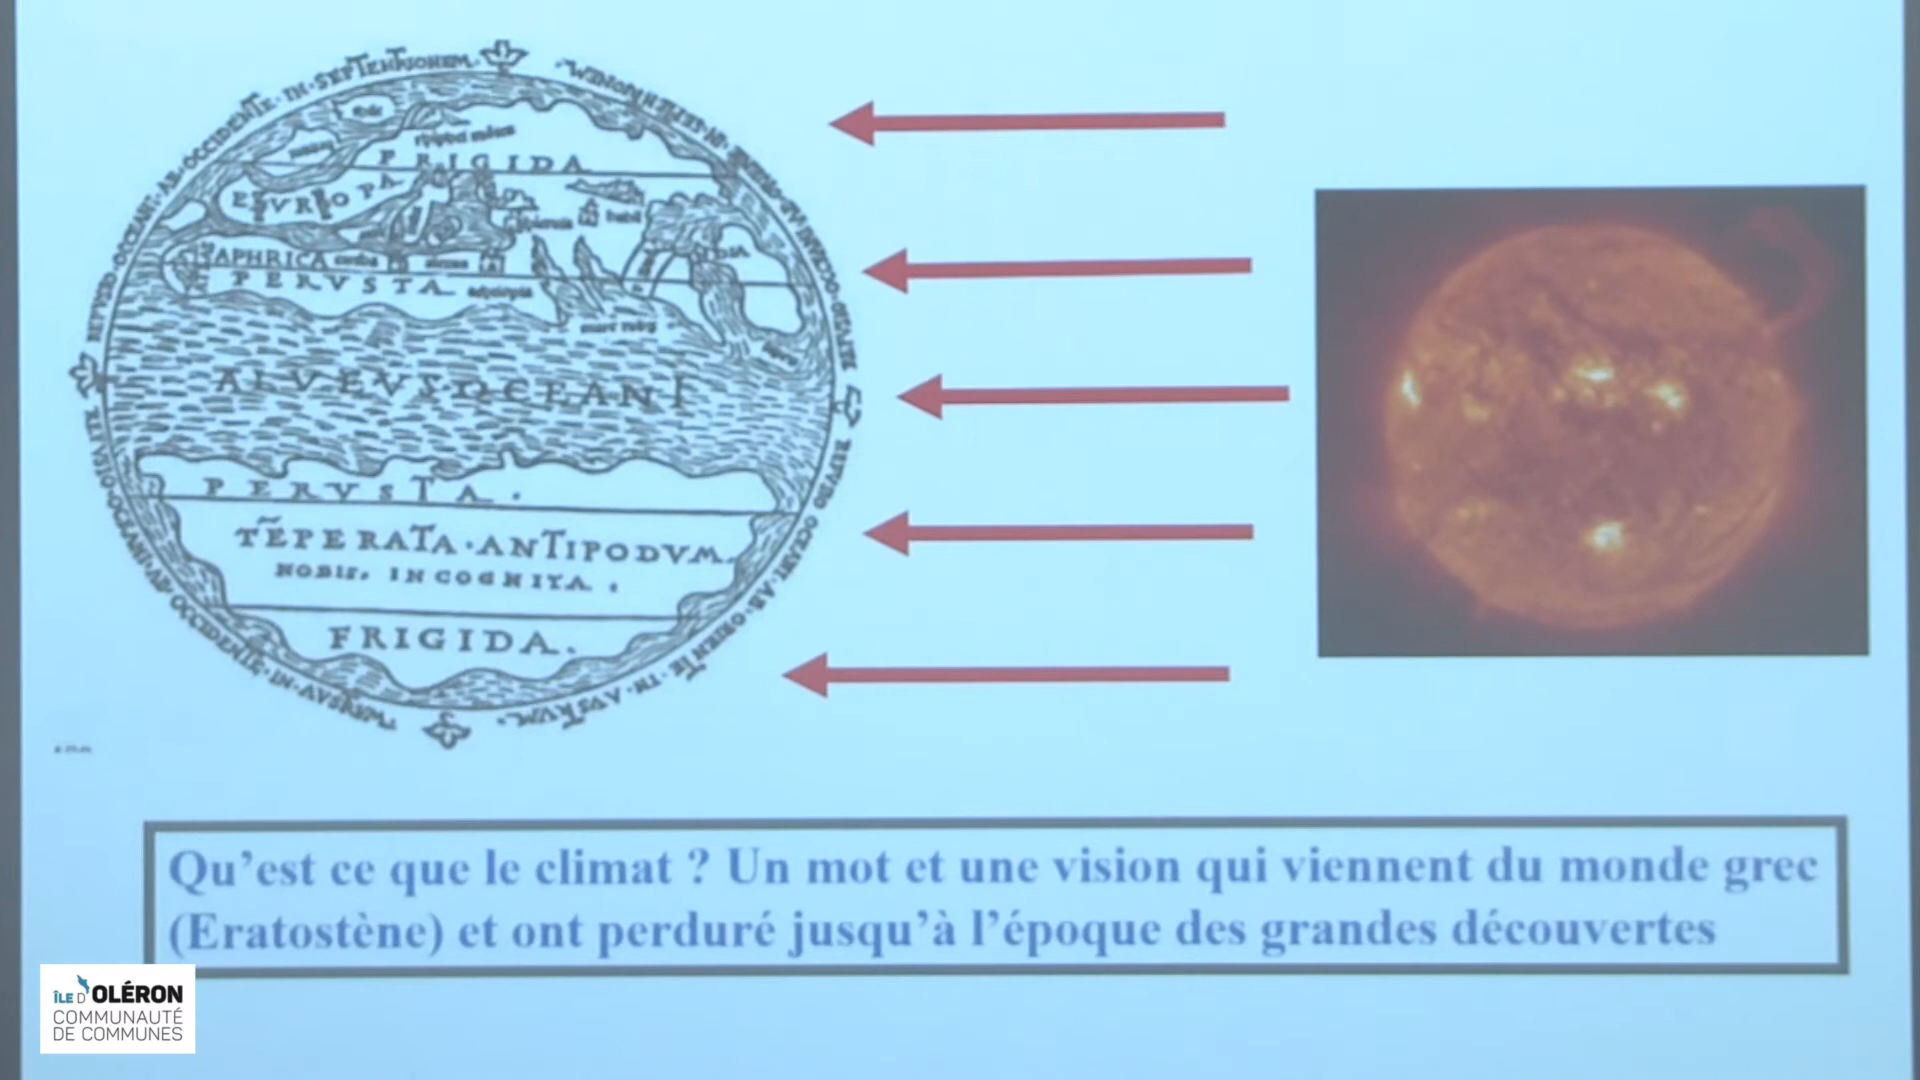 FRIGIDA
EVROPA
APHRICA
PERVSTA
ALVEVS OCEANI
PERVSTA.
TẼPERATA·ANTIPODVM.
NOBIS. INCOGNITA.
FRIGIDA.
Qu’est ce que le climat ? Un mot et une vision qui viennent du monde grec
(Eratostène) et ont perduré jusqu’à l’époque des grandes découvertes
ÎLE D'OLÉRON
COMMUNAUTÉ
DE COMMUNES